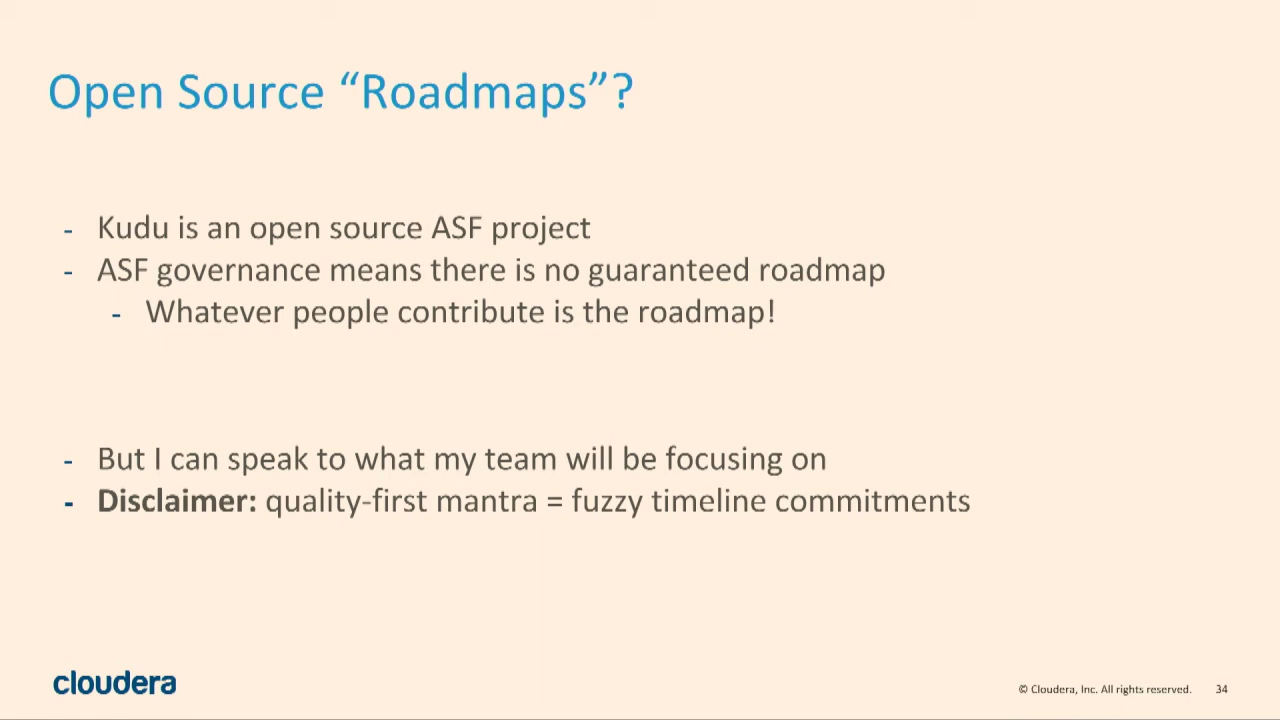 Open Source “Roadmaps”?
- Kudu is an open source ASF project
- ASF governance means there is no guaranteed roadmap
- Whatever people contribute is the roadmap!
- But I can speak to what my team will be focusing on
- Disclaimer: quality-first mantra = fuzzy timeline commitments
cloudera
© Cloudera, Inc. All rights reserved. 34